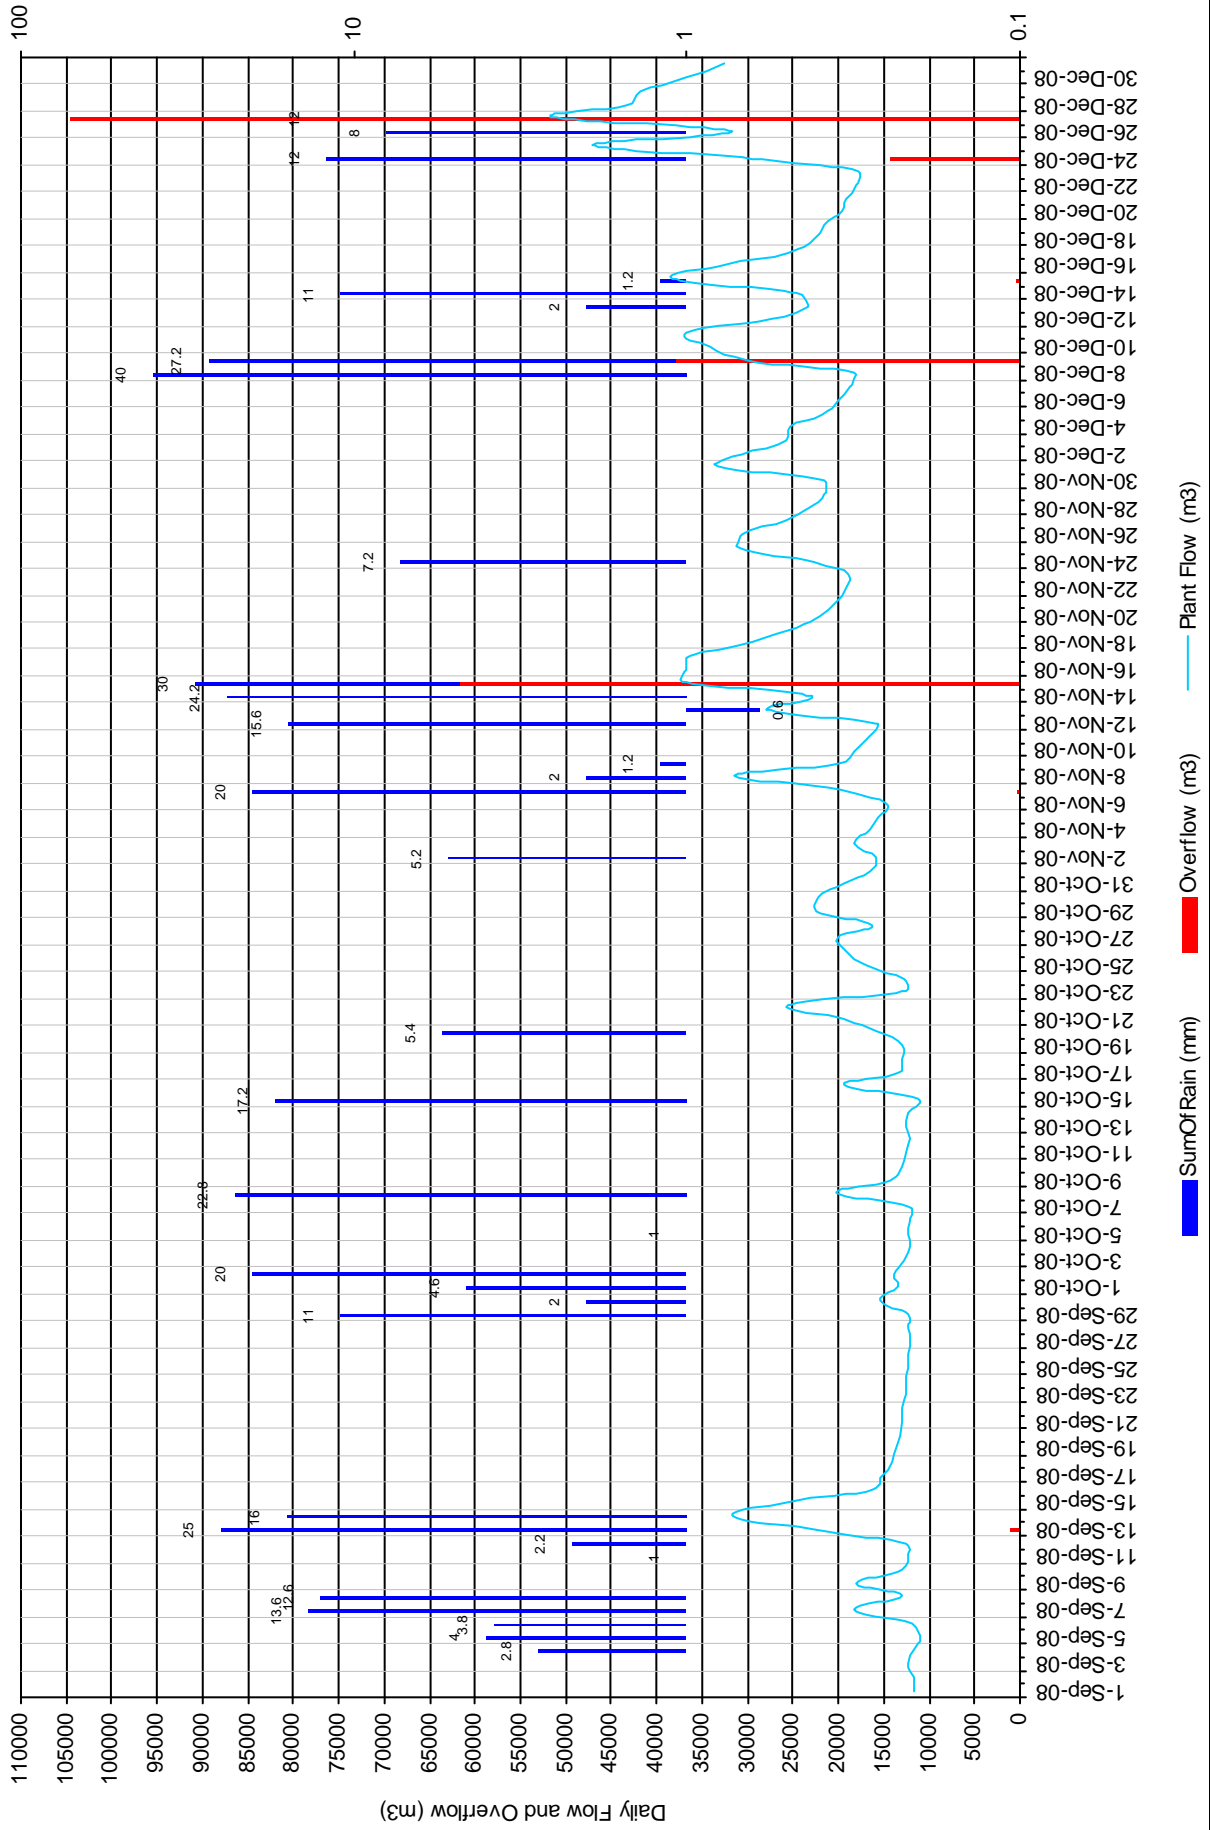 100
10
1
0.1
110000
105000
100000
95000
90000
85000
80000
75000
70000
65000
60000
55000
50000
45000
40000
35000
30000
25000
20000
15000
10000
5000
0
Daily Flow and Overflow (m3)
2.8
4
3.8
13.6
12.6
1
2.2
25
16
11
2
4.6
20
1
22.8
17.2
5.4
5.2
20
2
1.2
15.6
0.6
24.2
30
7.2
40
27.2
2
11
1.2
12
8
12
1-Sep-08
3-Sep-08
5-Sep-08
7-Sep-08
9-Sep-08
11-Sep-08
13-Sep-08
15-Sep-08
17-Sep-08
19-Sep-08
21-Sep-08
23-Sep-08
25-Sep-08
27-Sep-08
29-Sep-08
1-Oct-08
3-Oct-08
5-Oct-08
7-Oct-08
9-Oct-08
11-Oct-08
13-Oct-08
15-Oct-08
17-Oct-08
19-Oct-08
21-Oct-08
23-Oct-08
25-Oct-08
27-Oct-08
29-Oct-08
31-Oct-08
2-Nov-08
4-Nov-08
6-Nov-08
8-Nov-08
10-Nov-08
12-Nov-08
14-Nov-08
16-Nov-08
18-Nov-08
20-Nov-08
22-Nov-08
24-Nov-08
26-Nov-08
28-Nov-08
30-Nov-08
2-Dec-08
4-Dec-08
6-Dec-08
8-Dec-08
10-Dec-08
12-Dec-08
14-Dec-08
16-Dec-08
18-Dec-08
20-Dec-08
22-Dec-08
24-Dec-08
26-Dec-08
28-Dec-08
30-Dec-08
SumOfRain (mm)
Overflow (m3)
Plant Flow (m3)